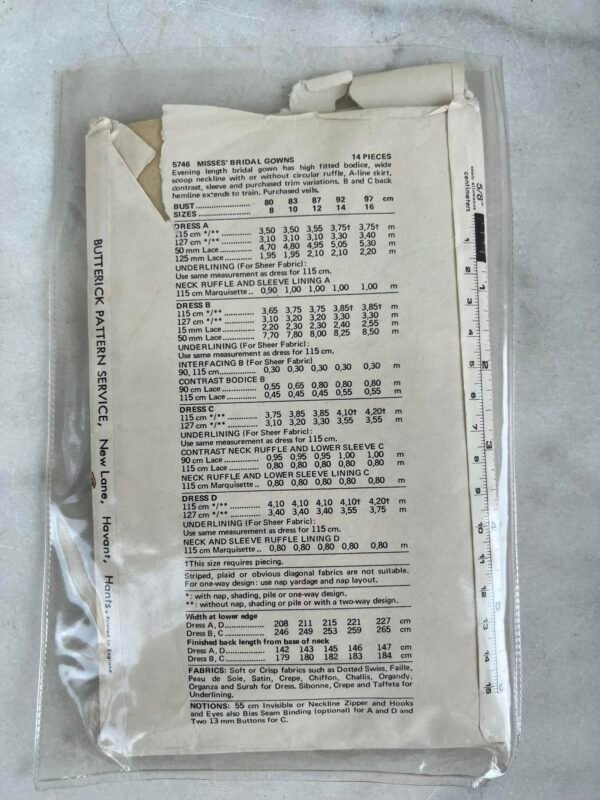 5746 MISSES' BRIDAL GOWNS 14 PIECES
Evening length bridal gown has high fitted bodice, wide
scoop neckline with or without circular ruffle, A-line skirt,
contrast, sleeve and purchased trim variations. B and C back
hemline extends to train. Purchased veils.
BUST 80 83 87 92 97 cm
SIZES 8 10 12 14 16
DRESS A
115 cm */** 3,50 3,50 3,55 3,75† 3,75† m
127 cm */** 3,10 3,10 3,10 3,30 3,40 m
50 mm Lace 4,70 4,80 4,95 5,05 5,30 m
125 mm Lace 1,95 1,95 2,10 2,10 2,20 m
UNDERLINING (For Sheer Fabric):
Use same measurement as dress for 115 cm.
NECK RUFFLE AND SLEEVE LINING A
115 cm Marquisette .. 0,90 1,00 1,00 1,00 1,00 m
DRESS B
115 cm */** 3,65 3,75 3,75 3,85† 3,85† m
127 cm */** 3,10 3,20 3,20 3,30 3,30 m
15 mm Lace 2,20 2,30 2,30 2,40 2,55 m
50 mm Lace 7,70 7,80 8,00 8,25 8,50 m
UNDERLINING (For Sheer Fabric):
Use same measurement as dress for 115 cm.
INTERFACING B (For Sheer Fabric)
90, 115 cm 0,30 0,30 0,30 0,30 0,30 m
CONTRAST BODICE B
90 cm Lace 0,55 0,65 0,80 0,80 0,80 m
115 cm Lace 0,45 0,45 0,45 0,55 0,55 m
DRESS C
115 cm */** 3,75 3,85 3,85 4,10† 4,20† m
127 cm */** 3,10 3,20 3,30 3,55 3,55 m
UNDERLINING (For Sheer Fabric):
Use same measurement as dress for 115 cm.
CONTRAST NECK RUFFLE AND LOWER SLEEVE C
90 cm Lace 0,95 0,95 0,95 1,00 1,00 m
115 cm Lace 0,80 0,80 0,80 0,80 0,80 m
NECK RUFFLE AND LOWER SLEEVE LINING C
115 cm Marquisette .. 0,80 0,80 0,80 0,80 0,80 m
DRESS D
115 cm */** 4,10 4,10 4,10 4,10† 4,20† m
127 cm */** 3,40 3,40 3,40 3,55 3,75 m
UNDERLINING (For Sheer Fabric):
Use same measurement as dress for 115 cm.
NECK AND SLEEVE RUFFLE LINING D
115 cm Marquisette .. 0,80 0,80 0,80 0,80 0,80 m
†This size requires piecing.
Striped, plaid or obvious diagonal fabrics are not suitable.
For one-way design: use nap yardage and nap layout.
*: with nap, shading, pile or one-way design.
**: without nap, shading or pile or with a two-way design.
Width at lower edge
Dress A, D 208 211 215 221 227 cm
Dress B, C 246 249 253 259 265 cm
Finished back length from base of neck
Dress A, D 142 143 145 146 147 cm
Dress B, C 179 180 182 183 184 cm
FABRICS: Soft or Crisp fabrics such as Dotted Swiss, Faille,
Peau de Soie, Satin, Crepe, Chiffon, Challis, Organdy,
Organza and Surah for Dress. Sibonne, Crepe and Taffeta for
Underlining.
NOTIONS: 55 cm Invisible or Neckline Zipper and Hooks
and Eyes also Bias Seam Binding (optional) for A and D and
Two 13 mm Buttons for C.
BUTTERICK PATTERN SERVICE, New Lane, Havant, Hants. Printed in England
5/8"
centimeters
1 2 3 4 5 6 7 8 9 10 11 12 13 14 15
1 2 3 4 5